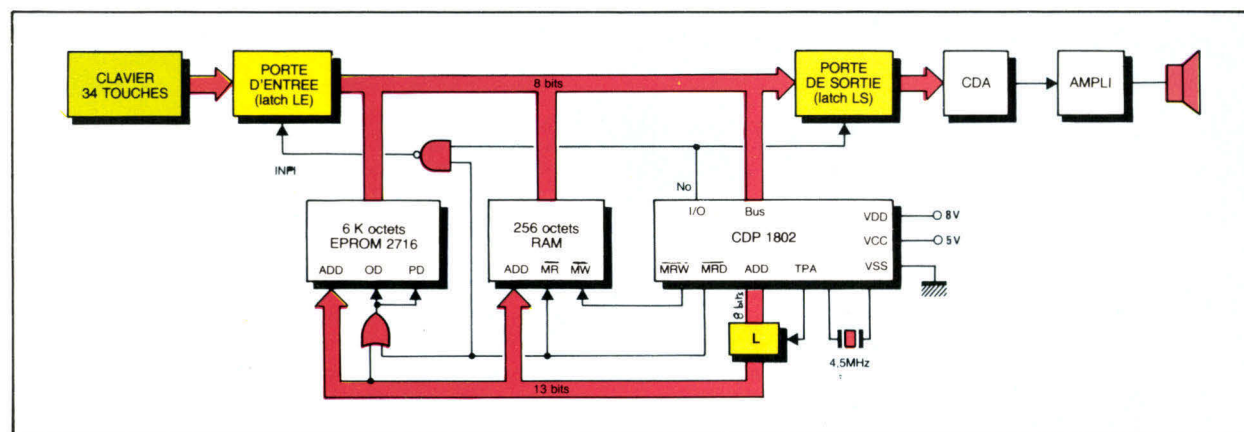 CLAVIER
34 TOUCHES
PORTE
D'ENTREE
(latch LE)
8 bits
PORTE
DE SORTIE
(latch LS)
CDA
AMPLI
INPI
No
6 K octets
EPROM 2716
ADD OD PD
256 octets
RAM
ADD MR MW
I/O Bus
CDP 1802
VDD
VCC
VSS
MRW MRD ADD TPA
8V
5V
8 bits
L
4,5MHz
13 bits